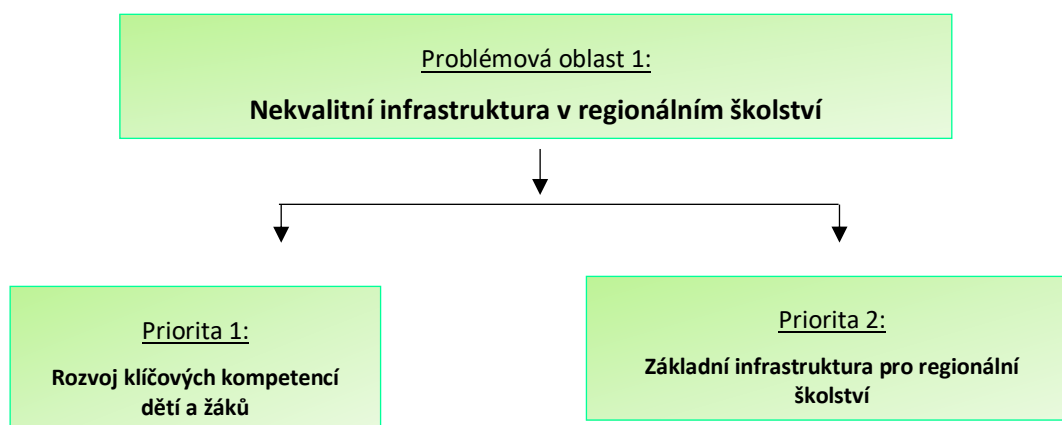 Problémová oblast 1:
Nekvalitní infrastruktura v regionálním školství
Priorita 1:
Rozvoj klíčových kompetencí
dětí a žáků
Priorita 2:
Základní infrastruktura pro regionální
školství